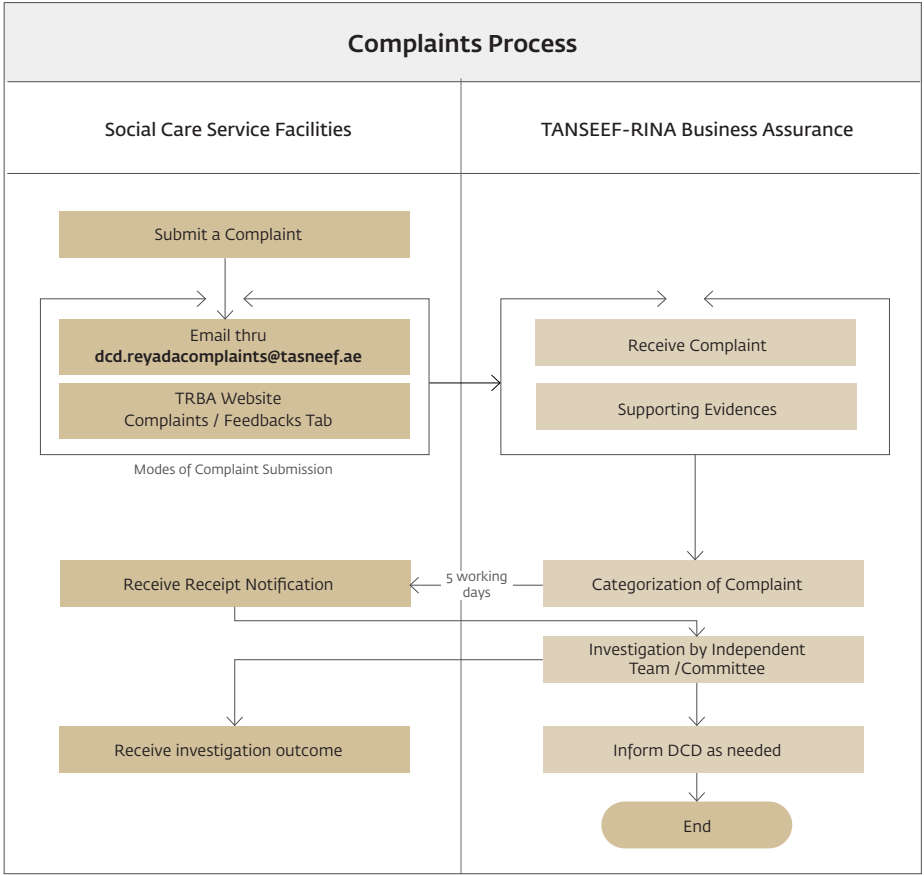 Complaints Process
Social Care Service Facilities
TANSEEF-RINA Business Assurance
Submit a Complaint
Email thru
dcd.reyadacomplaints@tasneef.ae
TRBA Website
Complaints / Feedbacks Tab
Modes of Complaint Submission
Receive Complaint
Supporting Evidences
Receive Receipt Notification
5 working
days
Categorization of Complaint
Investigation by Independent
Team /Committee
Receive investigation outcome
Inform DCD as needed
End